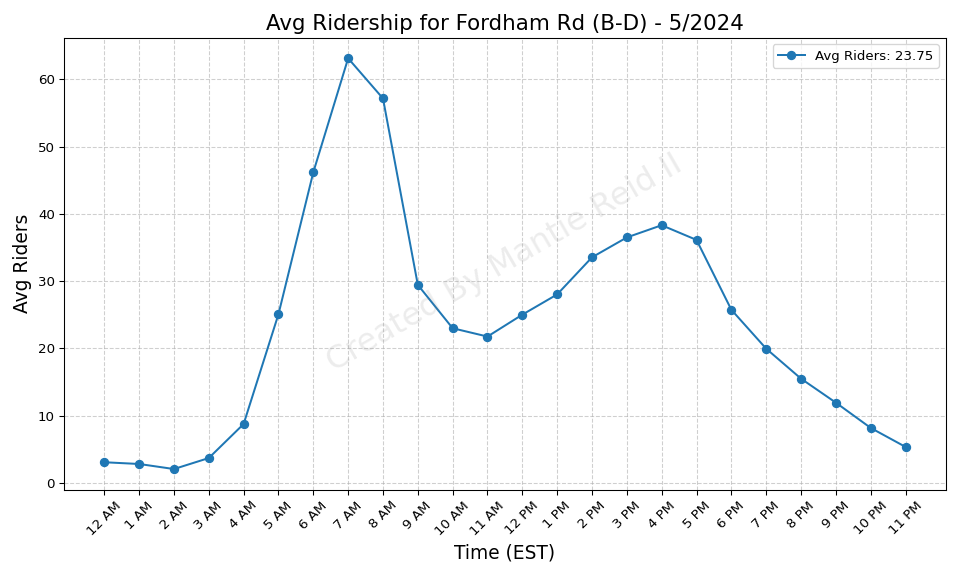 Avg Ridership for Fordham Rd (B-D) - 5/2024
Avg Riders: 23.75
Avg Riders
60
50
40
30
20
10
0
Created By Mantie Reid II
12 AM
1 AM
2 AM
3 AM
4 AM
5 AM
6 AM
7 AM
8 AM
9 AM
10 AM
11 AM
12 PM
1 PM
2 PM
3 PM
4 PM
5 PM
6 PM
7 PM
8 PM
9 PM
10 PM
11 PM
Time (EST)